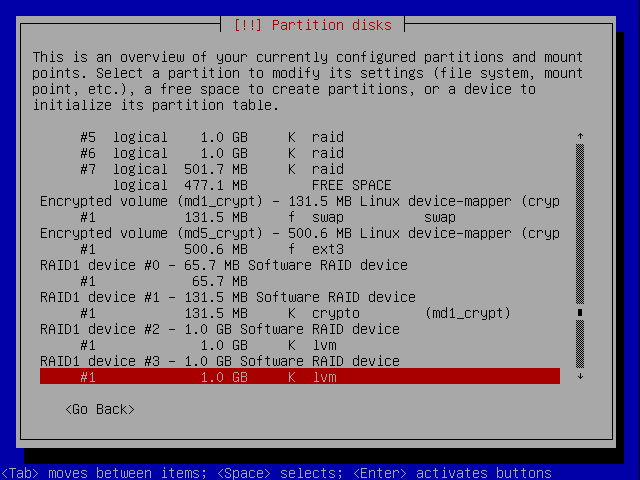 [!!] Partition disks
This is an overview of your currently configured partitions and mount
points. Select a partition to modify its settings (file system, mount
point, etc.), a free space to create partitions, or a device to
initialize its partition table.
#5 logical 1.0 GB K raid
#6 logical 1.0 GB K raid
#7 logical 501.7 MB K raid
logical 477.1 MB FREE SPACE
Encrypted volume (md1_crypt) - 131.5 MB Linux device-mapper (cryp
#1 131.5 MB f swap swap
Encrypted volume (md5_crypt) - 500.6 MB Linux device-mapper (cryp
#1 500.6 MB f ext3
RAID1 device #0 - 65.7 MB Software RAID device
#1 65.7 MB
RAID1 device #1 - 131.5 MB Software RAID device
#1 131.5 MB K crypto (md1_crypt)
RAID1 device #2 - 1.0 GB Software RAID device
#1 1.0 GB K lvm
RAID1 device #3 - 1.0 GB Software RAID device
#1 1.0 GB K lvm
<Go Back>
<Tab> moves between items; <Space> selects; <Enter> activates buttons